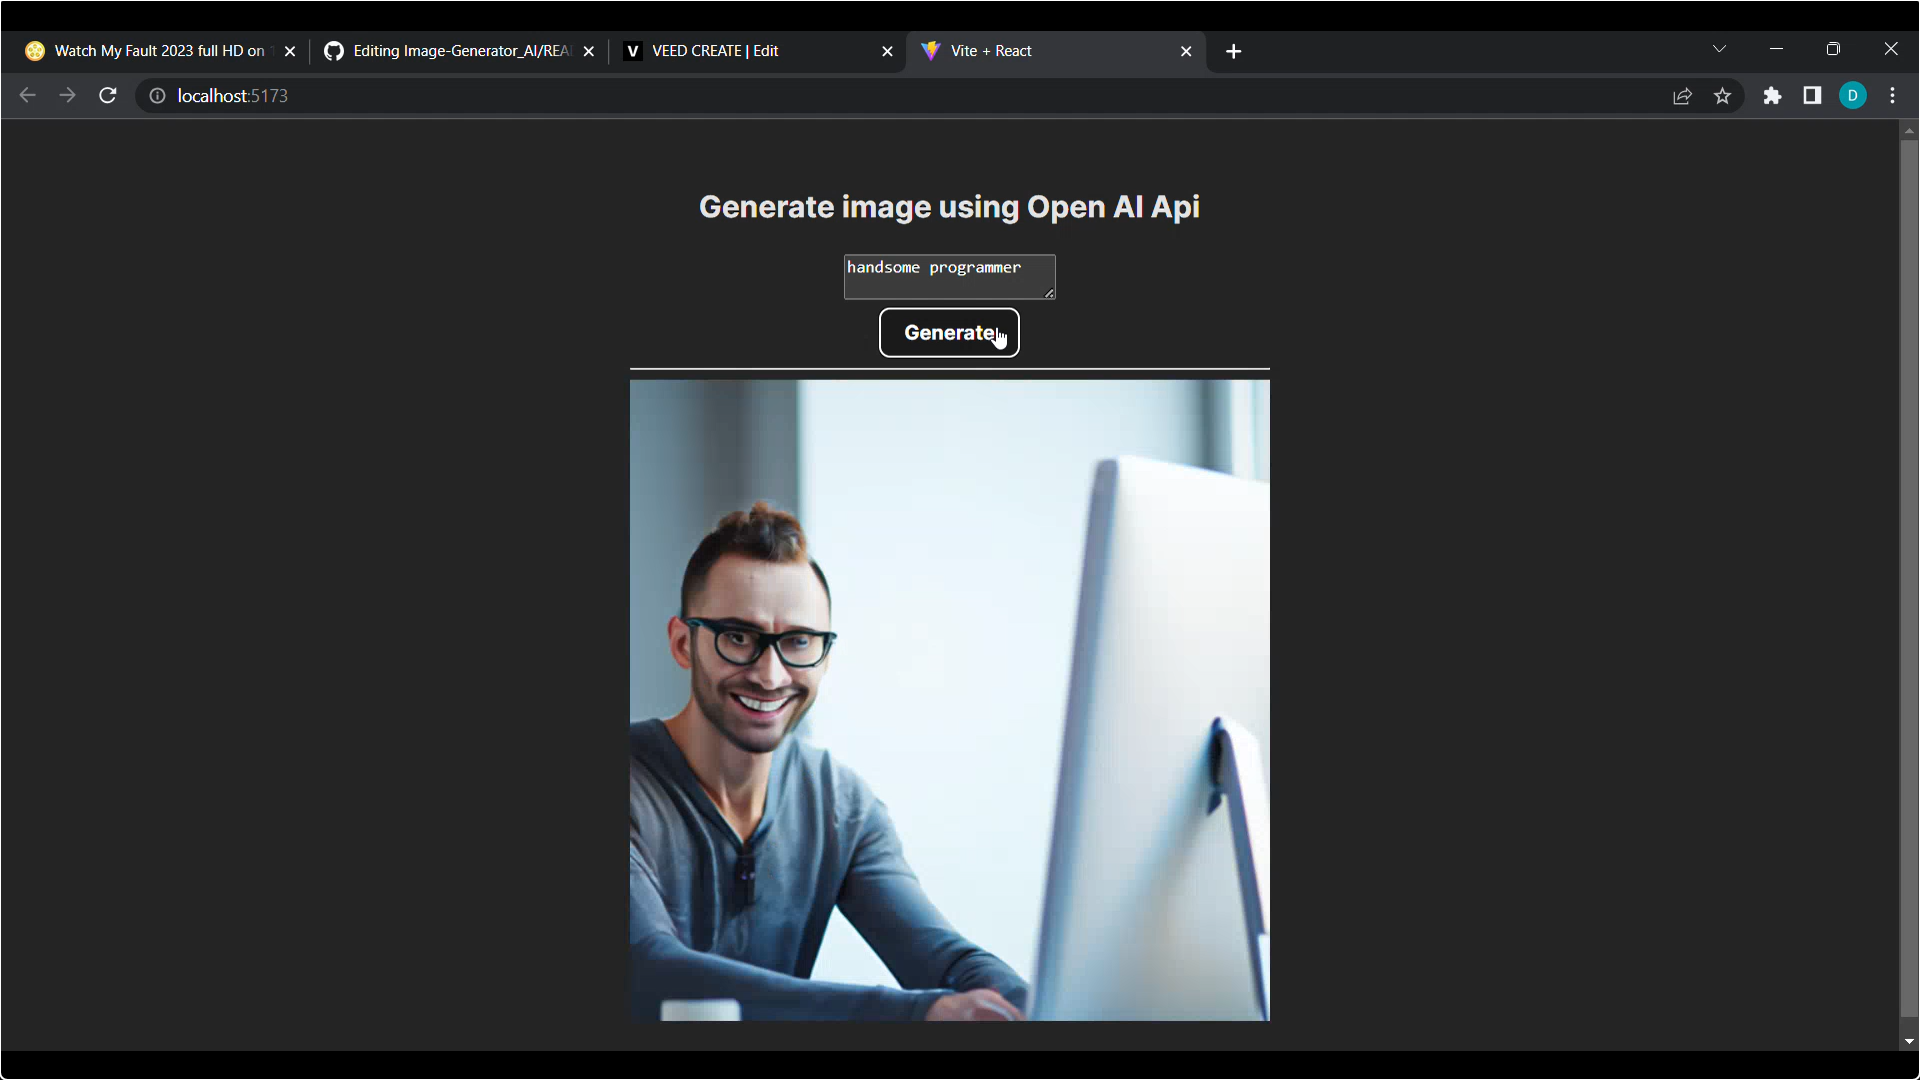 Watch My Fault 2023 full HD on
Editing Image-Generator_AI/REA
V
VEED CREATE | Edit
Vite + React
localhost:5173
D
Generate image using Open AI Api
handsome programmer
Generate